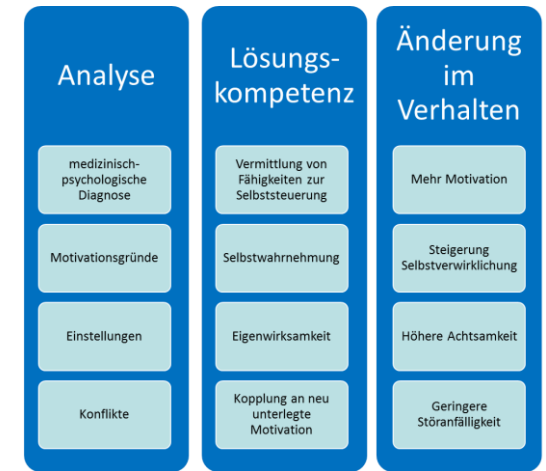 Analyse
medizinisch-
psychologische
Diagnose
Motivationsgründe
Einstellungen
Konflikte
Lösungs-
kompetenz
Vermittlung von
Fähigkeiten zur
Selbststeuerung
Selbstwahrnehmung
Eigenwirksamkeit
Kopplung an neu
unterlegte
Motivation
Änderung
im
Verhalten
Mehr Motivation
Steigerung
Selbstverwirklichung
Höhere Achtsamkeit
Geringere
Störanfälligkeit